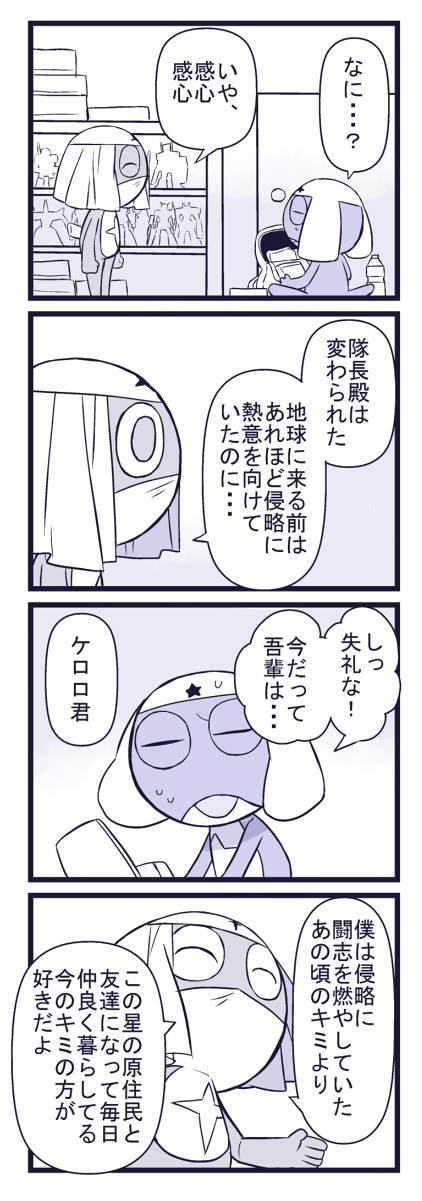 なに・・・?
いや、
感心
感心
隊長殿は
変わられた
地球に来る前は
あれほど侵略に
熱意を向けて
いたのに・・・
しっ
失礼な!
今だって
吾輩は・・・
ケロロ君
僕は侵略に
闘志を燃やしていた
あの頃のキミより
この星の原住民と
友達になって毎日
仲良く暮らしてる
今のキミの方が
好きだよ